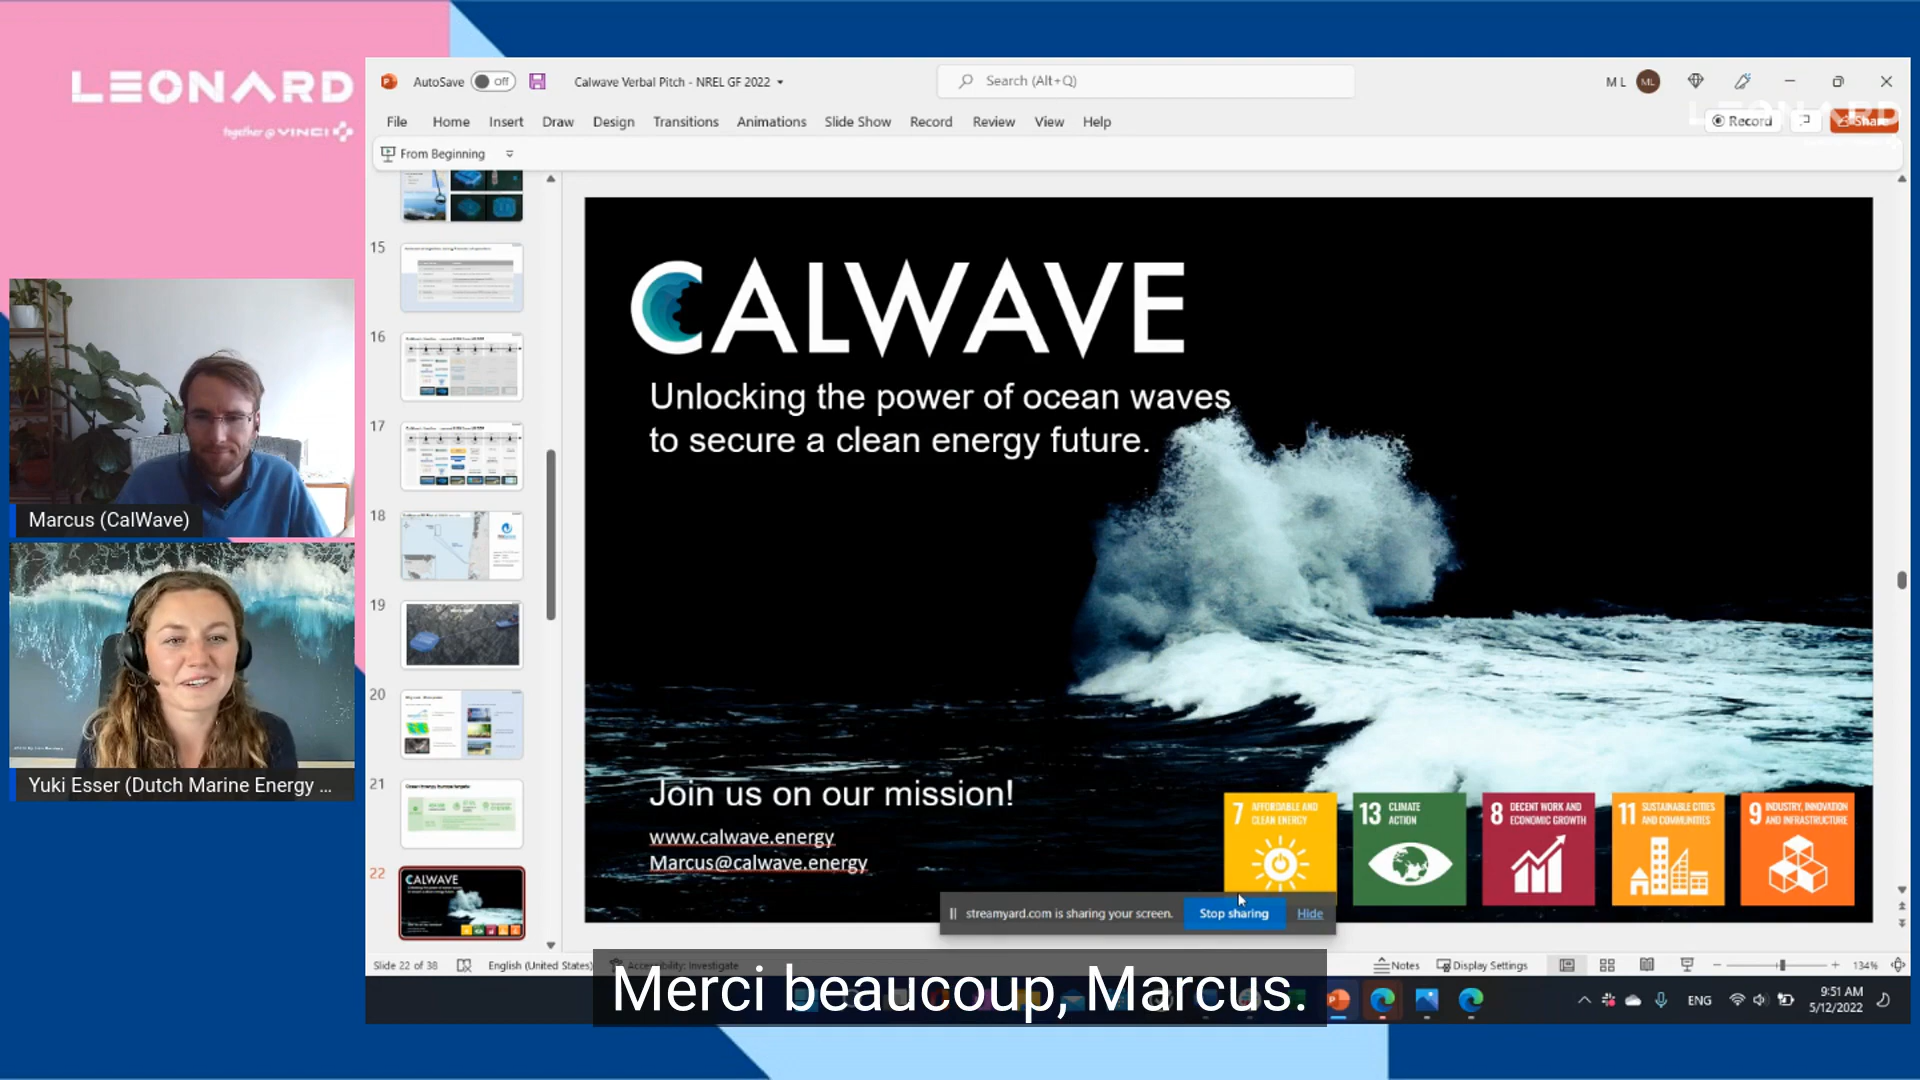 LEONARD
together @ VINCI
AutoSave
Off
Calwave Verbal Pitch - NREL GF 2022
Search (Alt+Q)
M L
ML
File Home Insert Draw Design Transitions Animations Slide Show Record Review View Help
Record
Share
LEONARD
From Beginning
15
16
17
18
19
20
21
22
CALWAVE
CALWAVE
Unlocking the power of ocean waves
to secure a clean energy future.
Join us on our mission!
www.calwave.energy
Marcus@calwave.energy
7 AFFORDABLE AND
CLEAN ENERGY
13 CLIMATE
ACTION
8 DECENT WORK AND
ECONOMIC GROWTH
11 SUSTAINABLE CITIES
AND COMMUNITIES
9 INDUSTRY, INNOVATION
AND INFRASTRUCTURE
Marcus (CalWave)
Yuki Esser (Dutch Marine Energy ...
streamyard.com is sharing your screen.
Stop sharing
Hide
Slide 22 of 38
English (United States)
Accessibility: Investigate
Notes
Display Settings
134%
Merci beaucoup, Marcus.
ENG
9:51 AM
5/12/2022